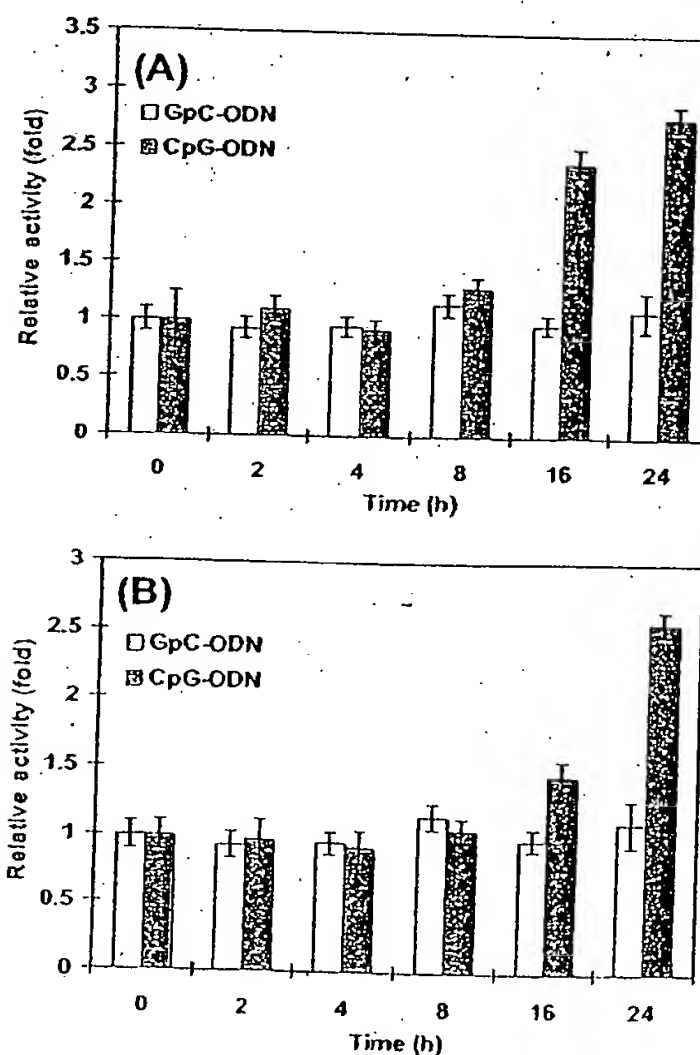 (A)
GpC-ODN
CpG-ODN
Relative activity (fold)
3.5
3
2.5
2
1.5
1
0.5
0
0 2 4 8 16 24
Time (h)
(B)
GpC-ODN
CpG-ODN
Relative activity (fold)
3
2.5
2
1.5
1
0.5
0
0 2 4 8 16 24
Time (h)